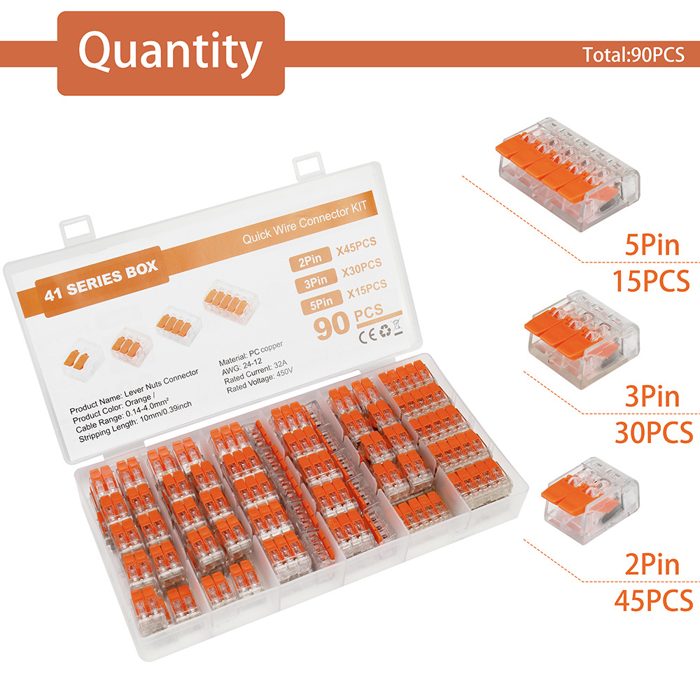 Quantity
Total:90PCS
Quick Wire Connector KIT
41 SERIES BOX
2Pin X45PCS
3Pin X30PCS
5Pin X15PCS
90 PCS
CE
Product Name: Lever Nuts Connector
Product Color: Orange /
Cable Range: 0.14-4.0mm²
Stripping Length: 10mm/0.39inch
Material: PC copper
AWG: 24-12
Rated Current: 32A
Rated Voltage: 450V
5Pin
15PCS
3Pin
30PCS
2Pin
45PCS